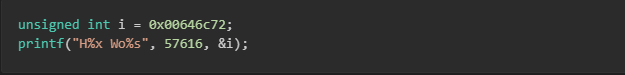 unsigned int i = 0x00646c72;
printf("H%x Wo%s", 57616, &i);